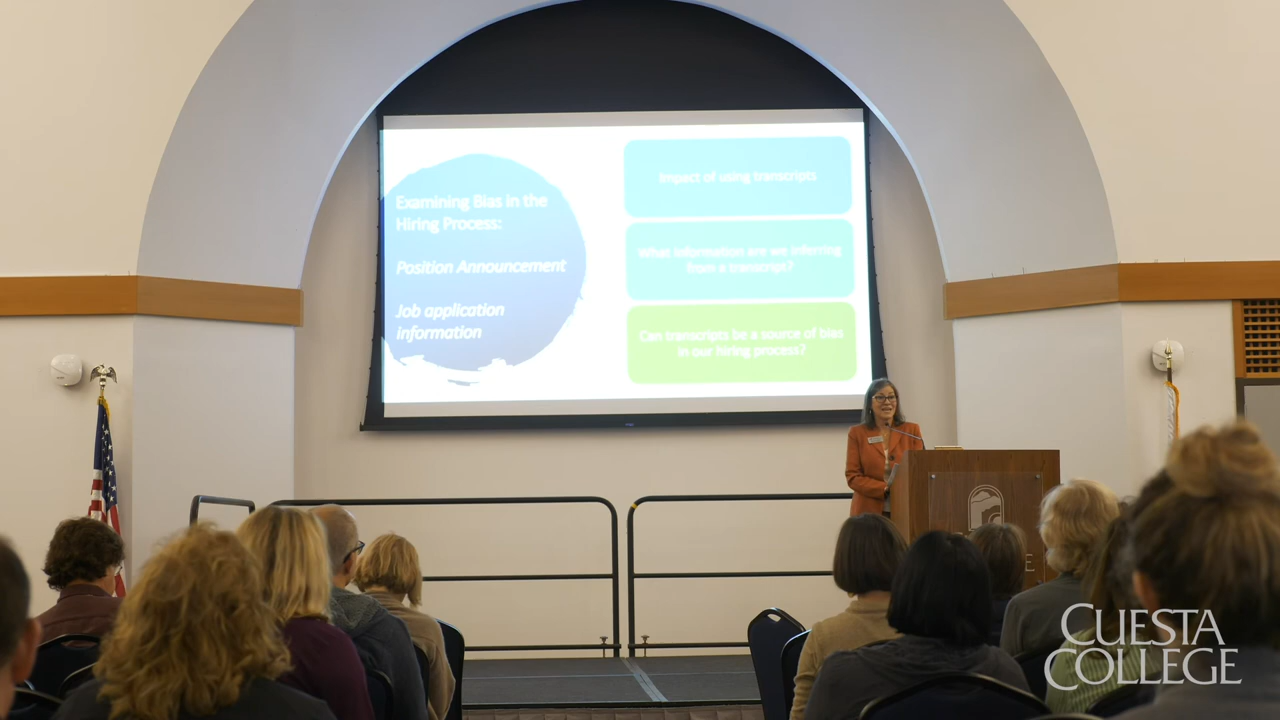 Examining Bias in the
Hiring Process:
Position Announcement
Job application
information
Impact of using transcripts
What information are we inferring
from a transcript?
Can transcripts be a source of bias
in our hiring process?
CUESTA
COLLEGE